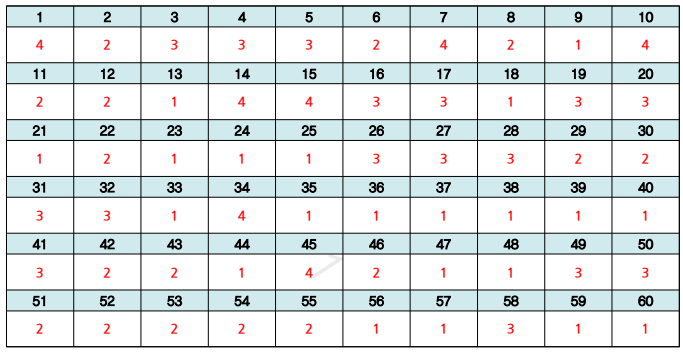 1 2 3 4 5 6 7 8 9 10
4 2 3 3 3 2 4 2 1 4
11 12 13 14 15 16 17 18 19 20
2 2 1 4 4 3 3 1 3 3
21 22 23 24 25 26 27 28 29 30
1 2 1 1 1 3 3 3 2 2
31 32 33 34 35 36 37 38 39 40
3 3 1 4 1 1 1 1 1 1
41 42 43 44 45 46 47 48 49 50
3 2 2 1 4 2 1 1 3 3
51 52 53 54 55 56 57 58 59 60
2 2 2 2 2 1 1 3 1 1